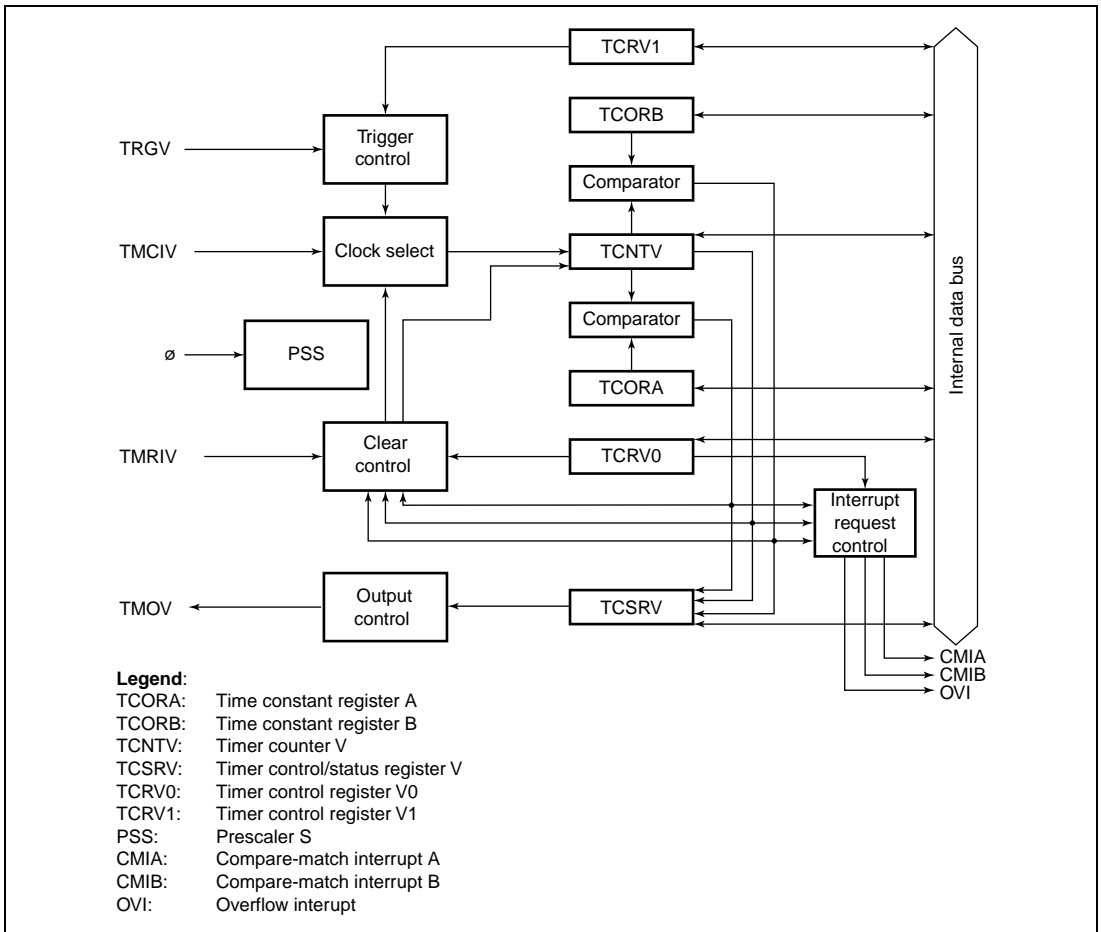 TCRV1
TCORB
TRGV
Trigger
control
Comparator
TMCIV
Clock select
TCNTV
Internal data bus
Comparator
ø
PSS
TCORA
TMRIV
Clear
control
TCRV0
Interrupt
request
control
TMOV
Output
control
TCSRV
CMIA
CMIB
OVI
Legend:
TCORA: Time constant register A
TCORB: Time constant register B
TCNTV: Timer counter V
TCSRV: Timer control/status register V
TCRV0: Timer control register V0
TCRV1: Timer control register V1
PSS: Prescaler S
CMIA: Compare-match interrupt A
CMIB: Compare-match interrupt B
OVI: Overflow interupt